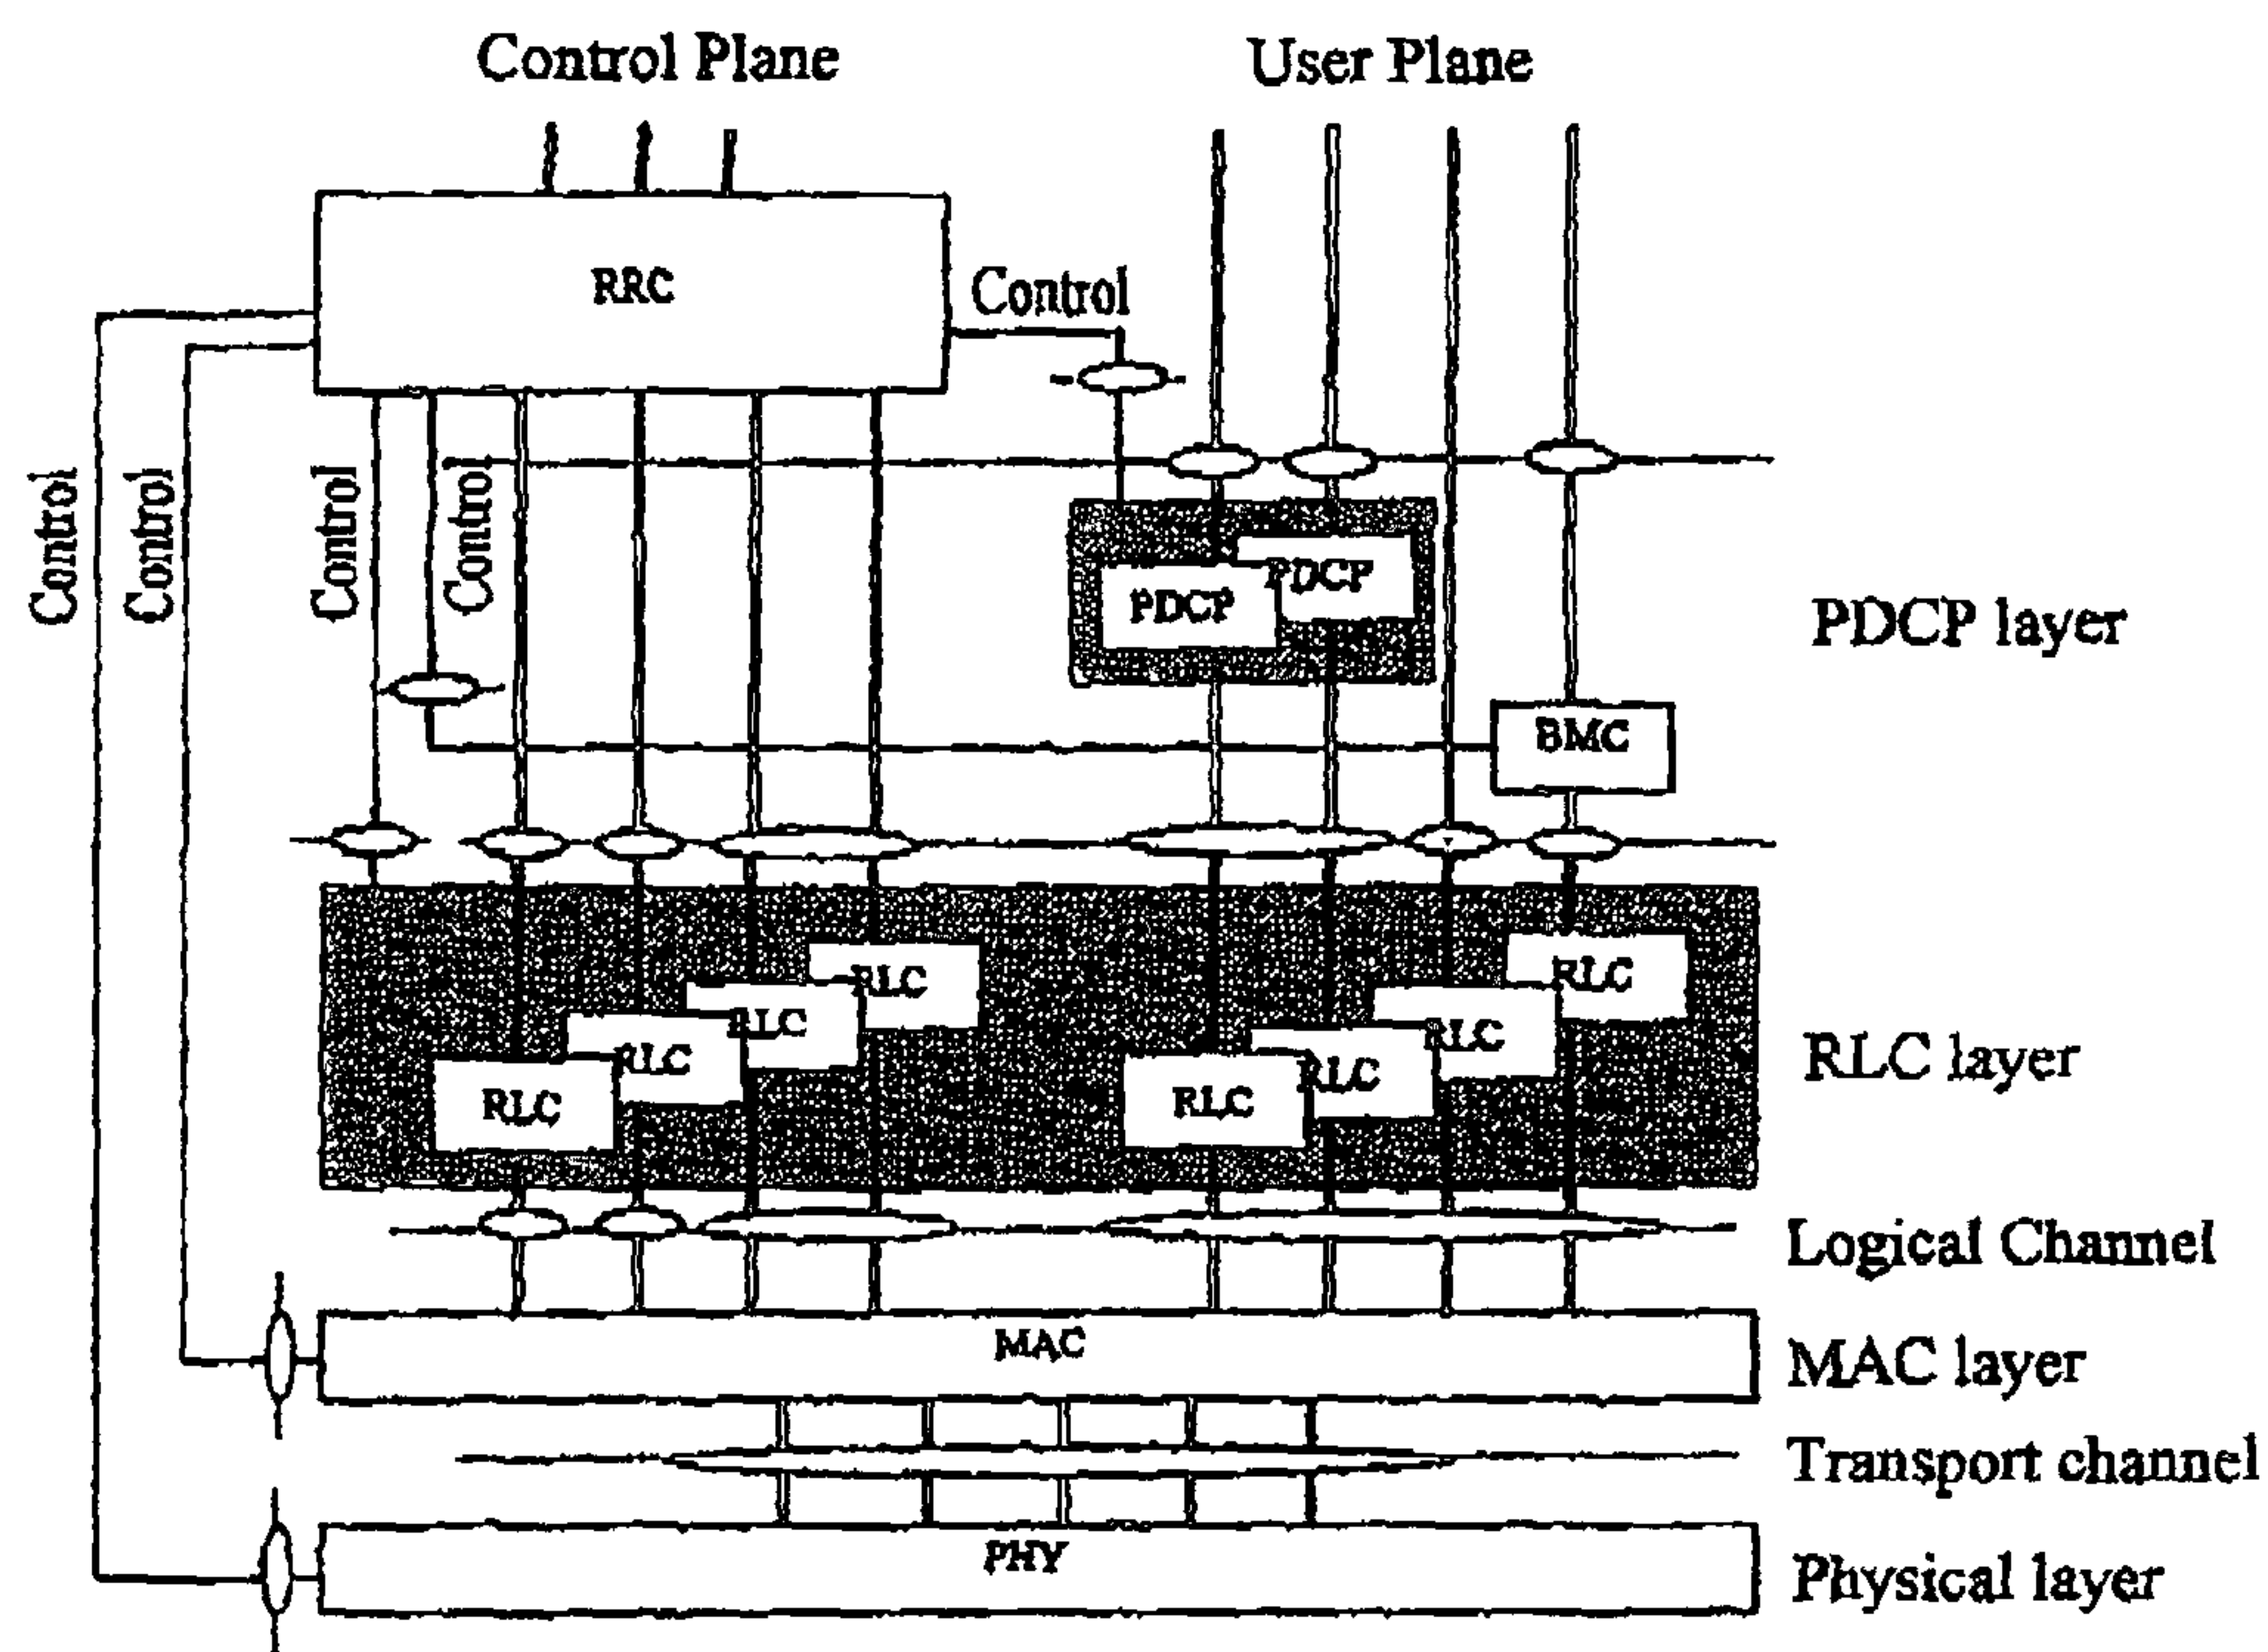 Control Plane
User Plane
RRC
Control
Control
Control
Control
Control
PDCP
PDCP
PDCP layer
BMC
RLC
RLC
RLC
RLC
RLC
RLC
RLC
RLC
RLC layer
Logical Channel
MAC
MAC layer
Transport channel
PHY
Physical layer